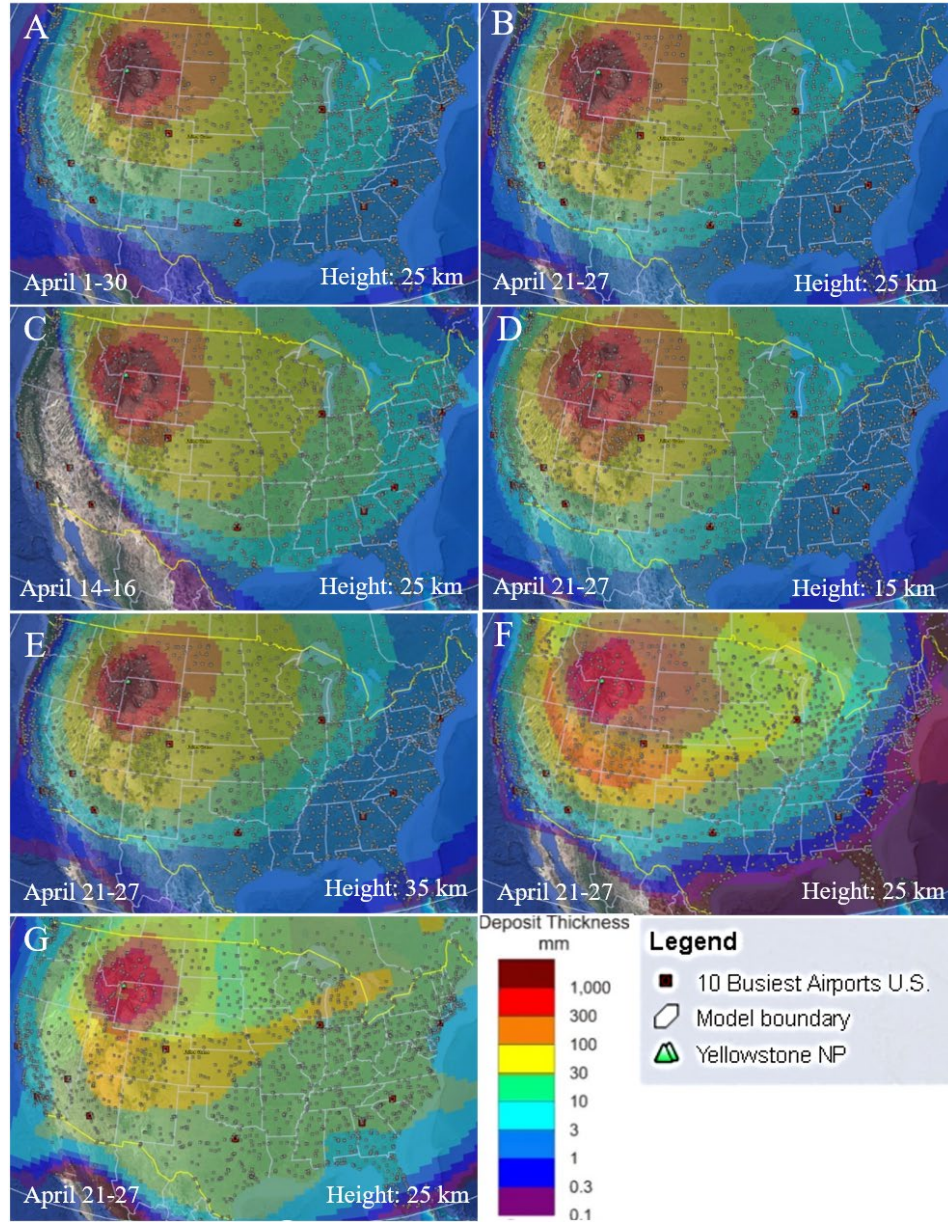 A
April 1-30
Height: 25 km
B
April 21-27
Height: 25 km
C
April 14-16
Height: 25 km
D
April 21-27
Height: 15 km
E
April 21-27
Height: 35 km
F
April 21-27
Height: 25 km
G
April 21-27
Height: 25 km
Deposit Thickness
mm
1,000
300
100
30
10
3
1
0.3
0.1
Legend
10 Busiest Airports U.S.
Model boundary
Yellowstone NP